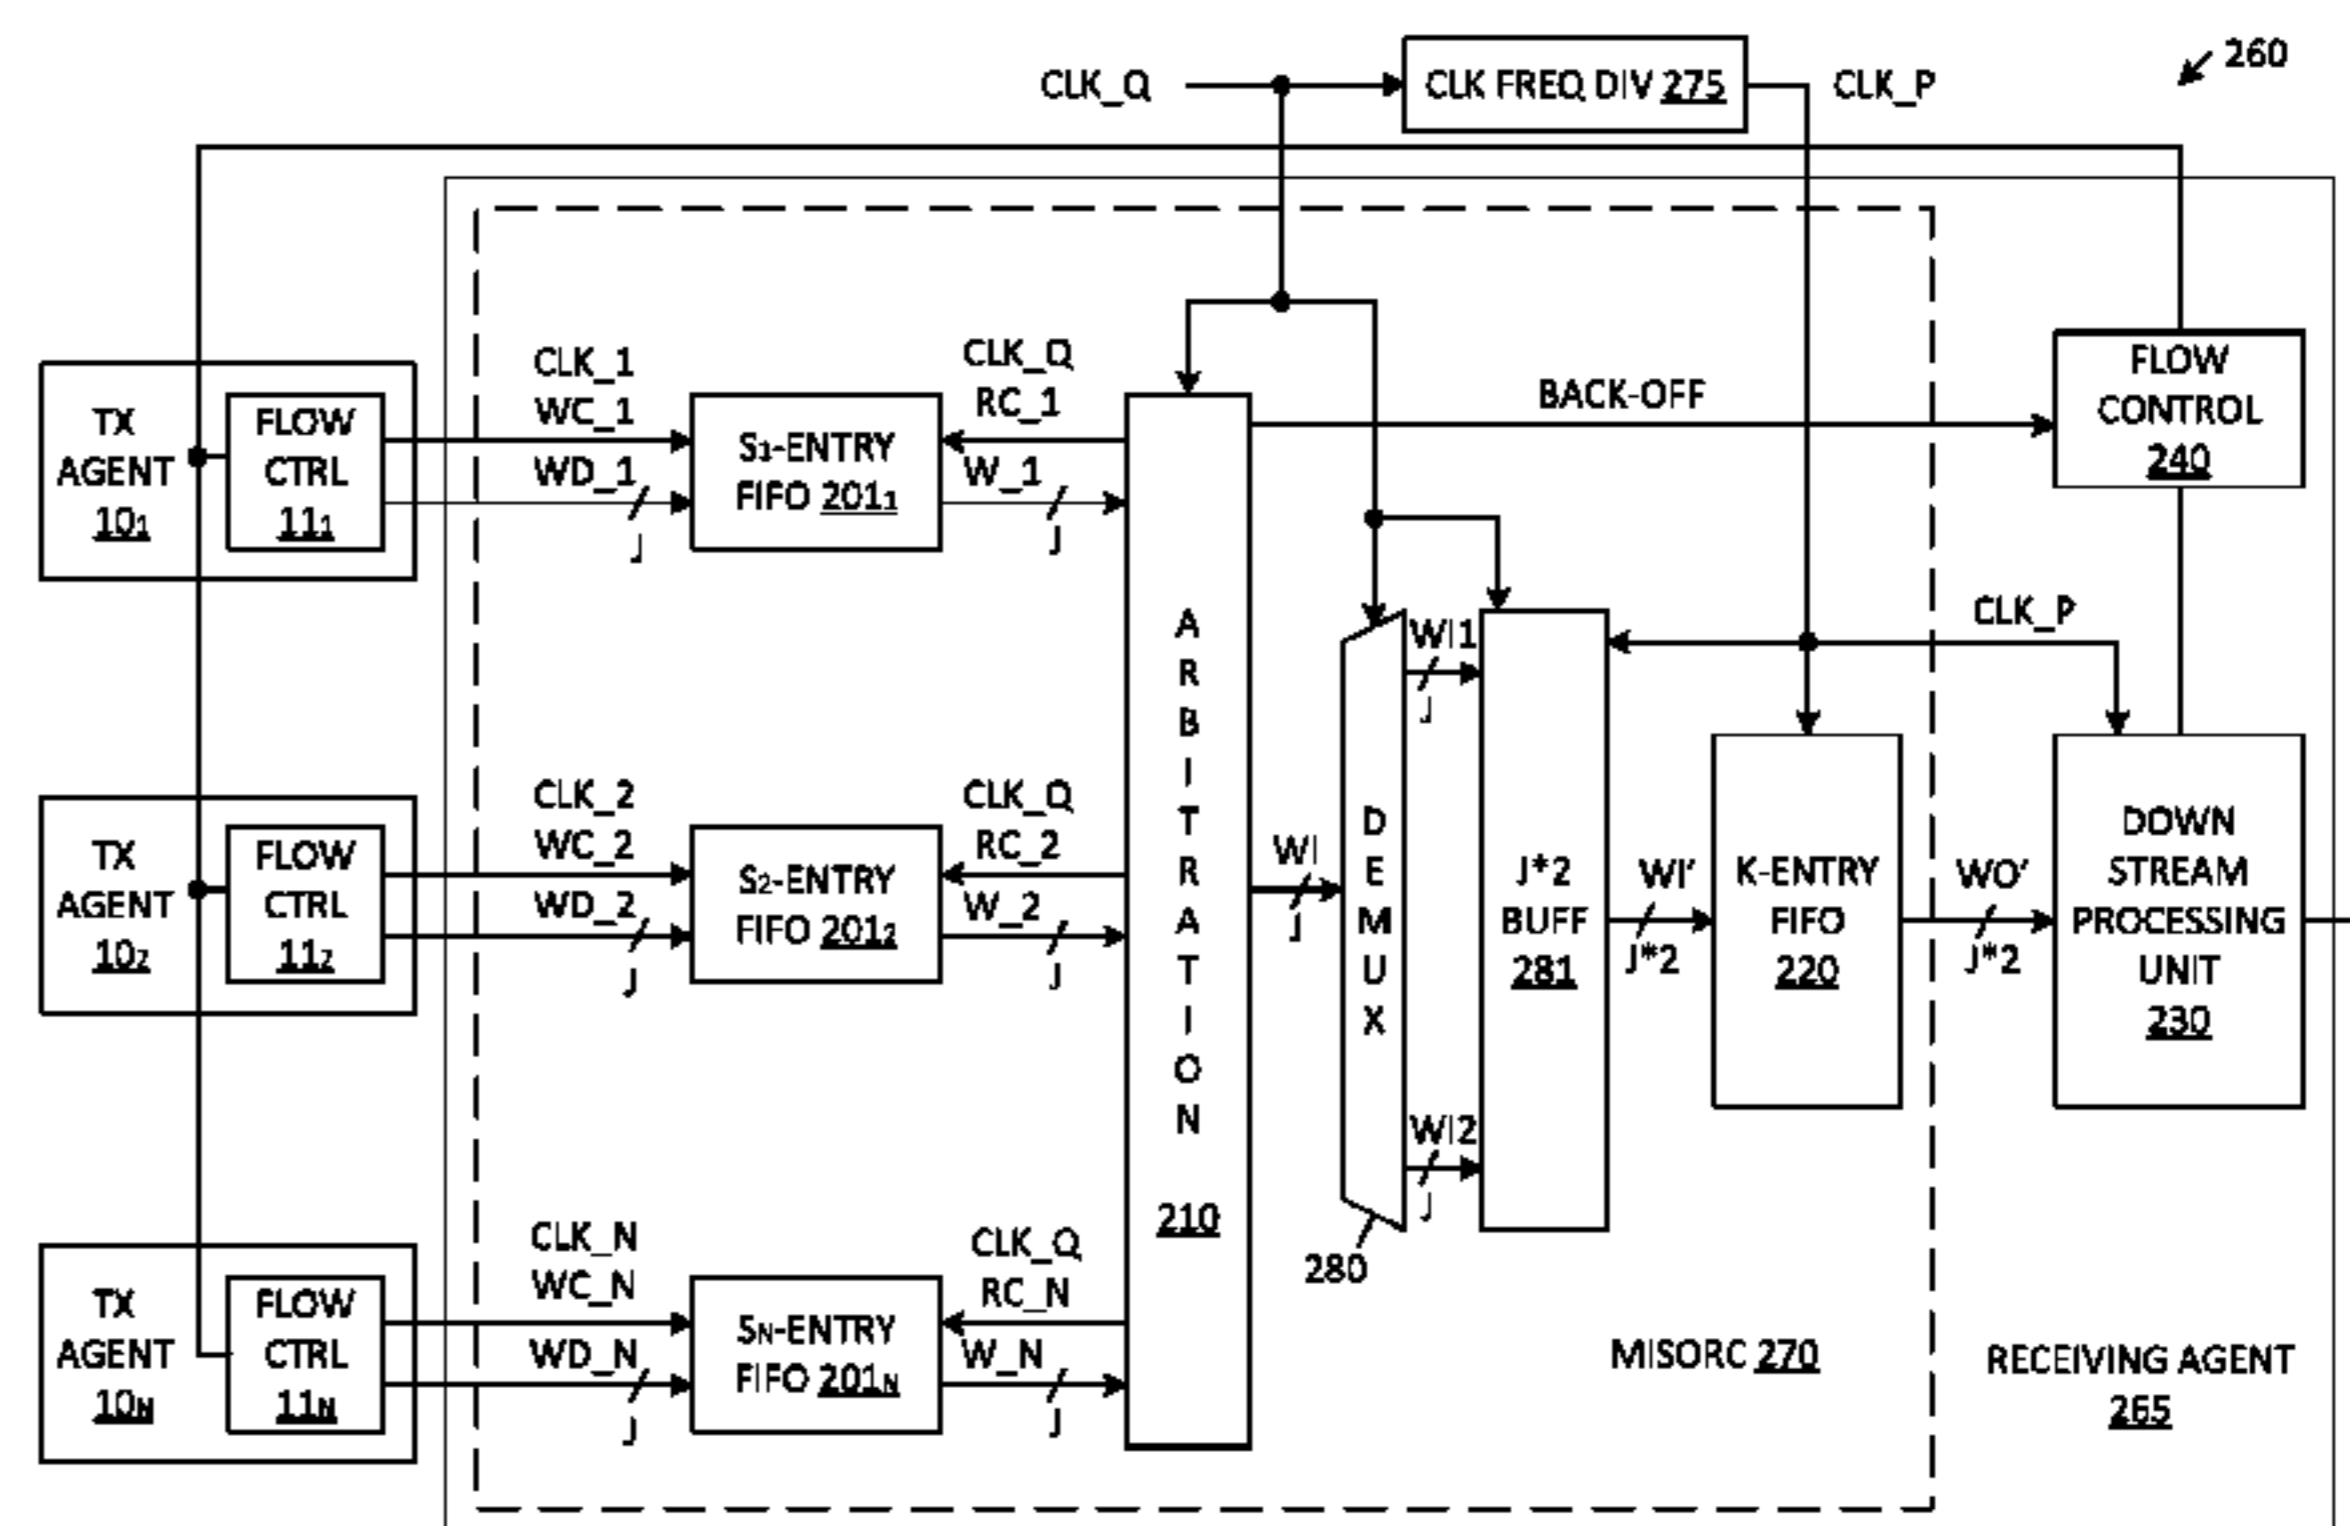 260
CLK_Q
CLK FREQ DIV 275
CLK_P
TX
AGENT
10₁
FLOW
CTRL
11₁
CLK_1
WC_1
WD_1
J
S₁-ENTRY
FIFO 201₁
CLK_Q
RC_1
W_1
J
BACK-OFF
FLOW
CONTROL
240
TX
AGENT
10₂
FLOW
CTRL
11₂
CLK_2
WC_2
WD_2
J
S₂-ENTRY
FIFO 201₂
CLK_Q
RC_2
W_2
J
TX
AGENT
10N
FLOW
CTRL
11N
CLK_N
WC_N
WD_N
J
SN-ENTRY
FIFO 201N
CLK_Q
RC_N
W_N
J
ARBITRATION
210
WI
J
DEMUX
280
WI1
J
WI2
J
J*2
BUFF
281
WI'
J*2
K-ENTRY
FIFO
220
CLK_P
WO'
J*2
DOWN
STREAM
PROCESSING
UNIT
230
MISORC 270
RECEIVING AGENT
265